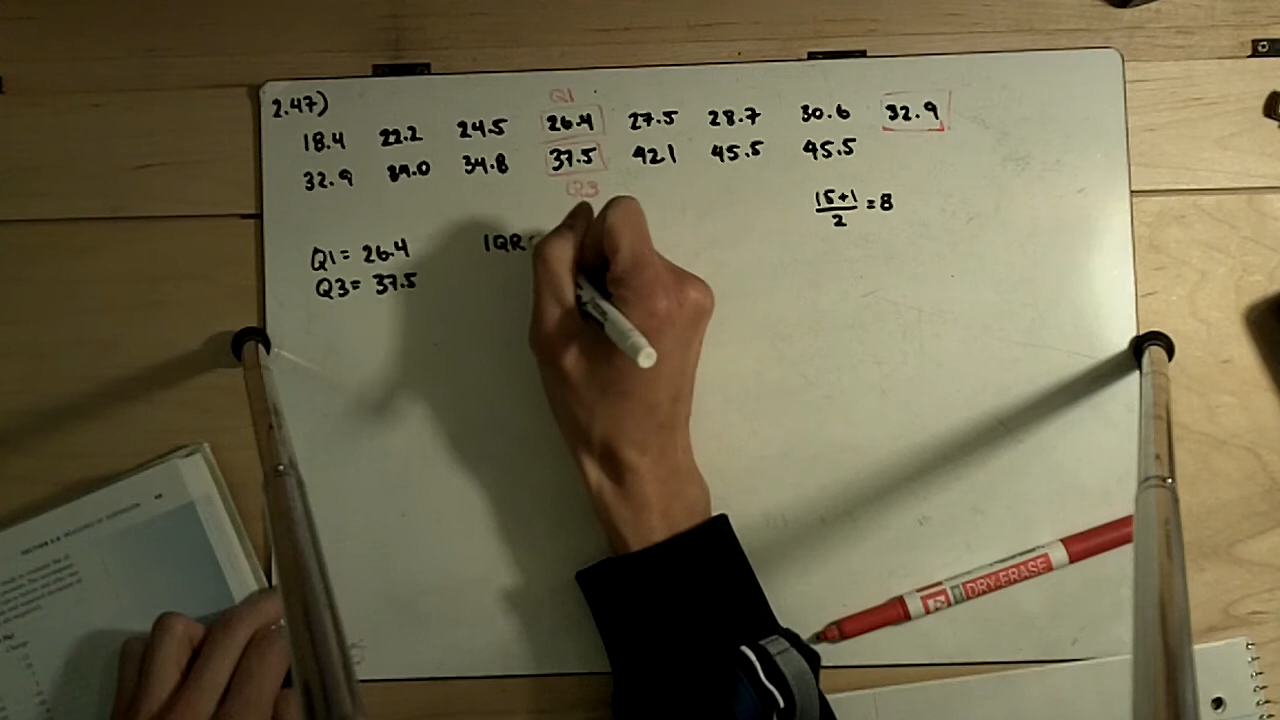 2.47)
Q1
18.4 22.2 24.5 26.4 27.5 28.7 30.6 32.9
32.9 34.0 34.8 37.5 42.1 45.5 45.5
Q3
15+1
2
=8
Q1 = 26.4 IQR=
Q3= 37.5
DRY-ERASE